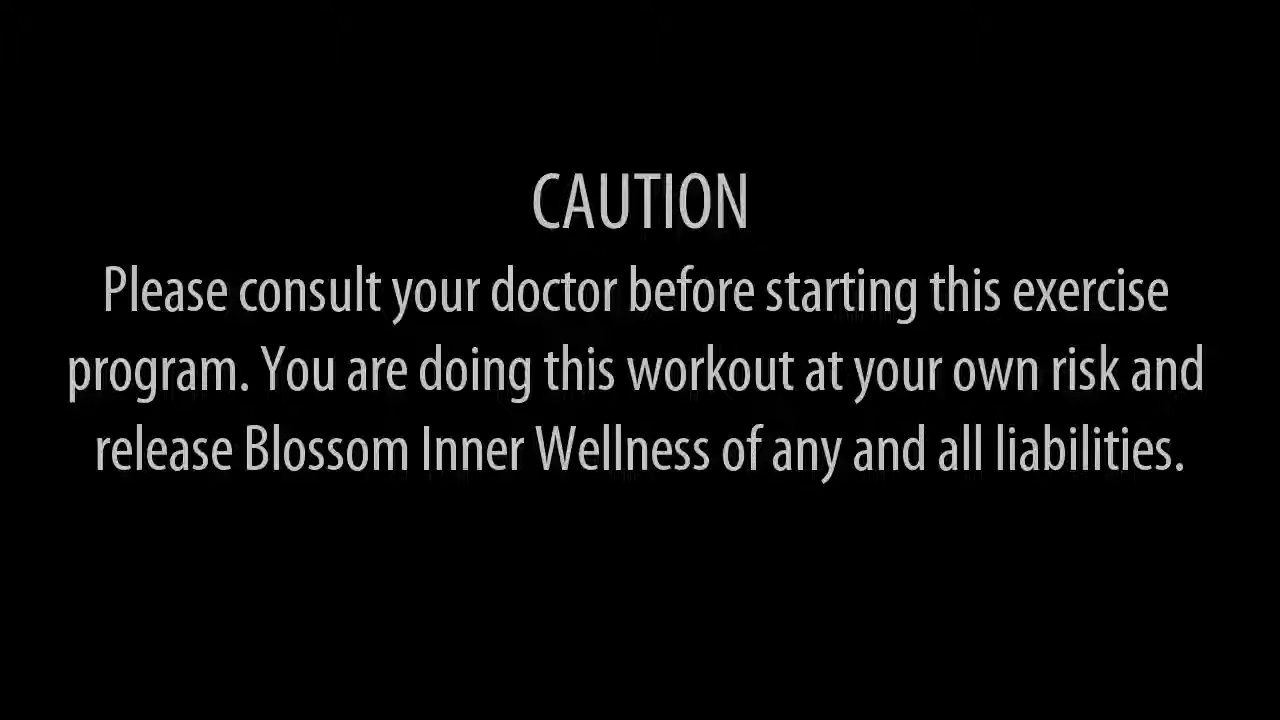 CAUTION
Please consult your doctor before starting this exercise
program. You are doing this workout at your own risk and
release Blossom Inner Wellness of any and all liabilities.